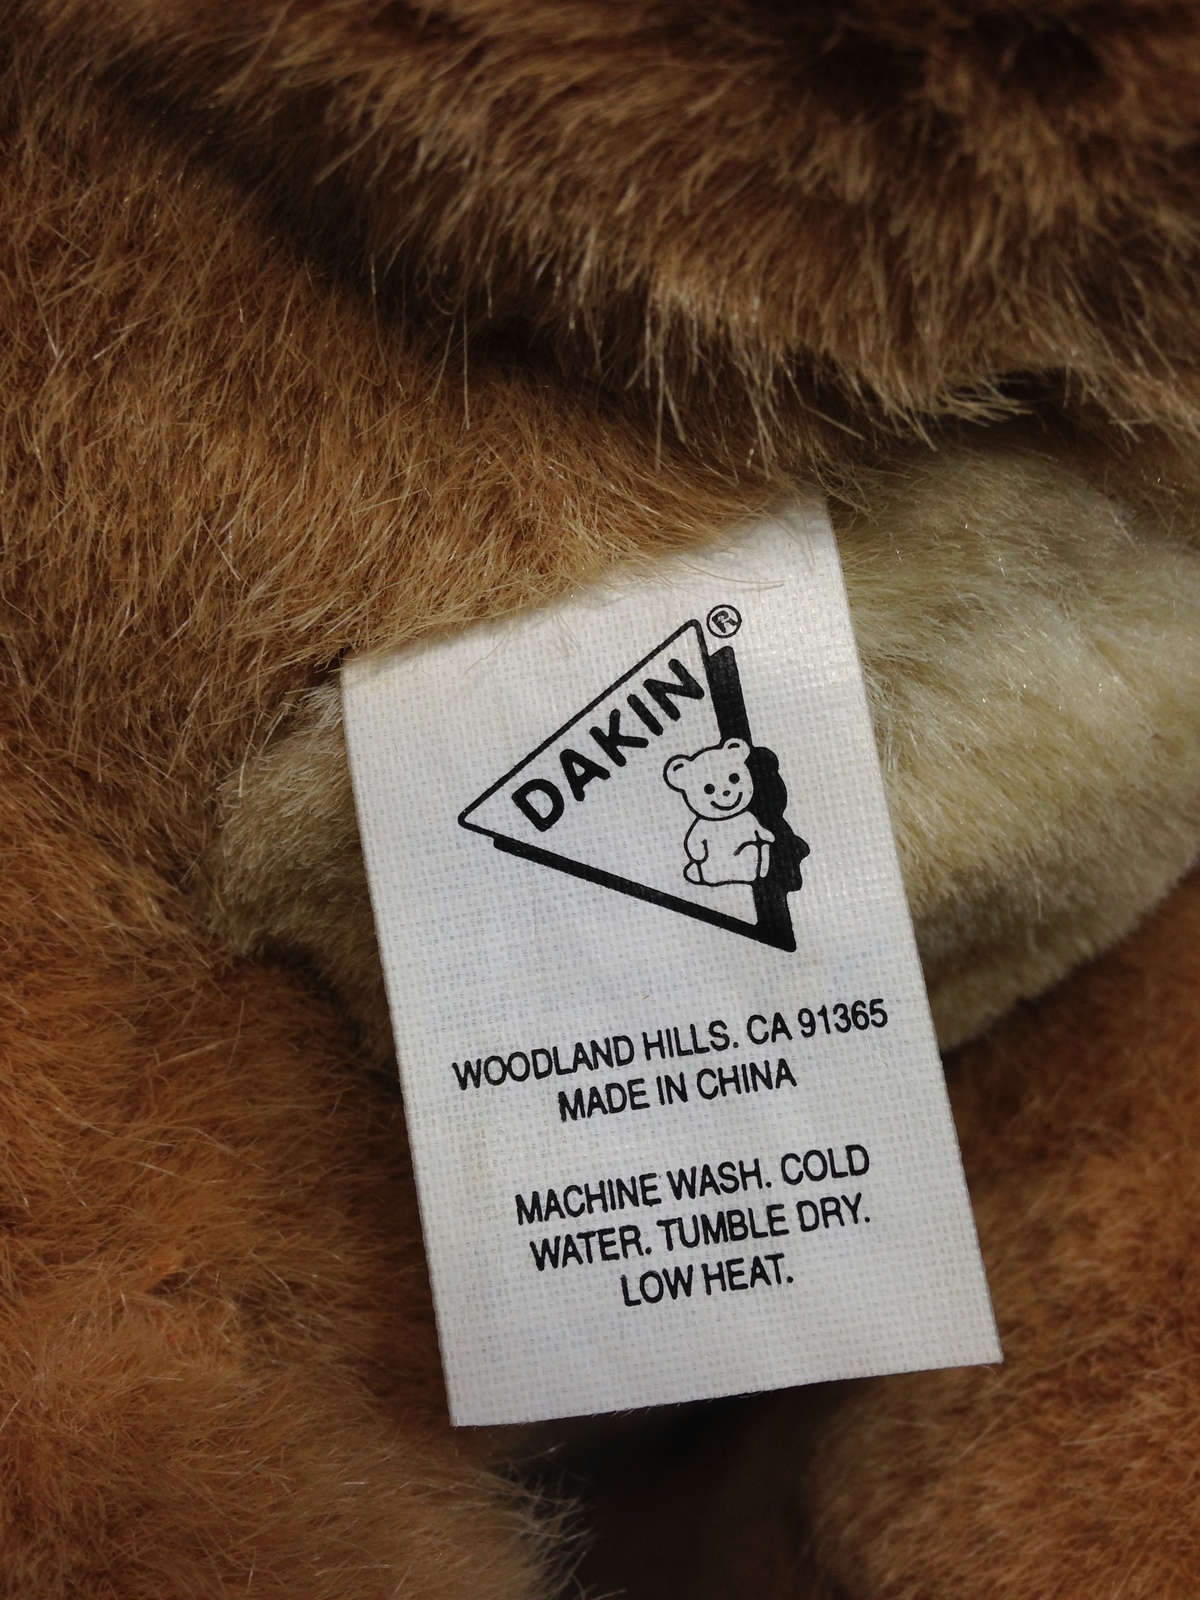 DAKIN®
WOODLAND HILLS. CA 91365
MADE IN CHINA
MACHINE WASH. COLD
WATER. TUMBLE DRY.
LOW HEAT.